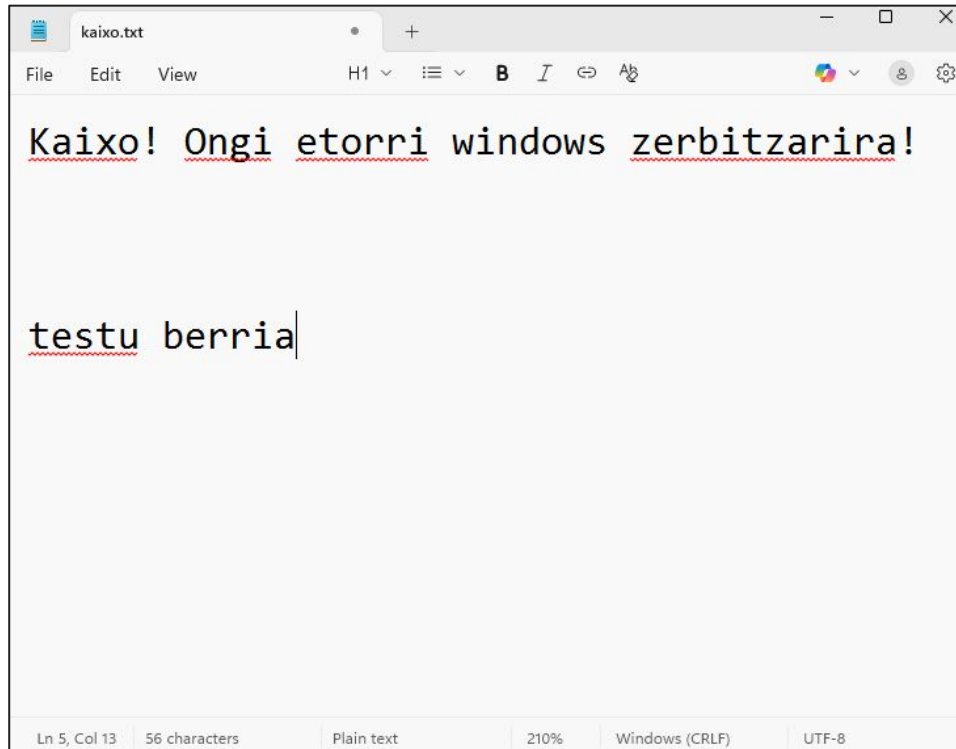 kaixo.txt
File Edit View H1 B I
Kaixo! Ongi etorri windows zerbitzarira!
testu berria
Ln 5, Col 13 56 characters Plain text 210% Windows (CRLF) UTF-8